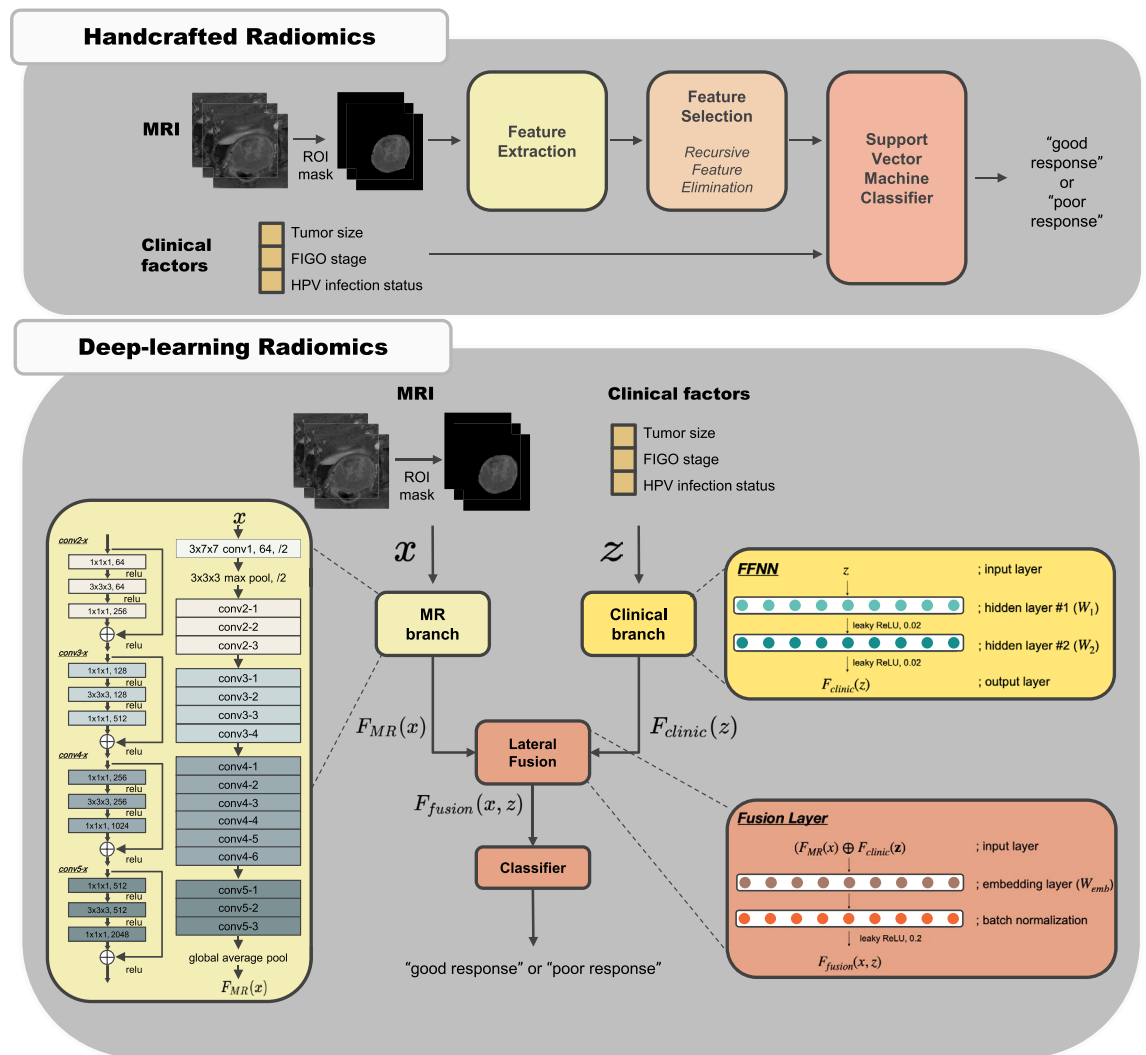 Handcrafted Radiomics
MRI
ROI
mask
Feature
Extraction
Feature
Selection
Recursive
Feature
Elimination
Support
Vector
Machine
Classifier
“good
response”
or
“poor
response”
Clinical
factors
Tumor size
FIGO stage
HPV infection status
Deep-learning Radiomics
MRI
ROI
mask
Clinical factors
Tumor size
FIGO stage
HPV infection status
x
z
MR
branch
Clinical
branch
F_MR(x)
F_clinic(z)
Lateral
Fusion
F_fusion(x, z)
Classifier
“good response” or “poor response”
conv2-x
1x1x1, 64
relu
3x3x3, 64
relu
1x1x1, 256
relu
conv3-x
1x1x1, 128
relu
3x3x3, 128
relu
1x1x1, 512
relu
conv4-x
1x1x1, 256
relu
3x3x3, 256
relu
1x1x1, 1024
relu
conv5-x
1x1x1, 512
relu
3x3x3, 512
relu
1x1x1, 2048
relu
x
3x7x7 conv1, 64, /2
3x3x3 max pool, /2
conv2-1
conv2-2
conv2-3
conv3-1
conv3-2
conv3-3
conv3-4
conv4-1
conv4-2
conv4-3
conv4-4
conv4-5
conv4-6
conv5-1
conv5-2
conv5-3
global average pool
F_MR(x)
FFNN
z ; input layer
; hidden layer #1 (W₁)
leaky ReLU, 0.02
; hidden layer #2 (W₂)
leaky ReLU, 0.02
F_clinic(z) ; output layer
Fusion Layer
(F_MR(x) ⊕ F_clinic(z) ; input layer
; embedding layer (W_emb)
; batch normalization
leaky ReLU, 0.2
F_fusion(x, z)